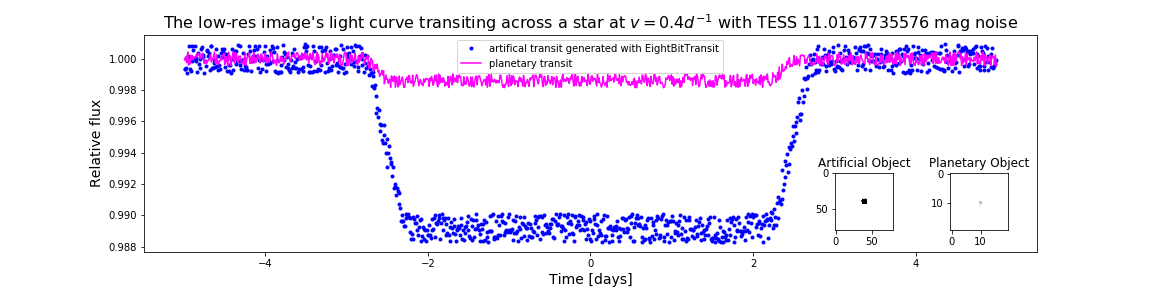 The low-res image's light curve transiting across a star at v = 0.4d⁻¹ with TESS 11.0167735576 mag noise
artifical transit generated with EightBitTransit
planetary transit
Relative flux
1.000
0.998
0.996
0.994
0.992
0.990
0.988
Artificial Object
0
50
0
50
Planetary Object
0
10
0
10
−4
−2
0
2
4
Time [days]